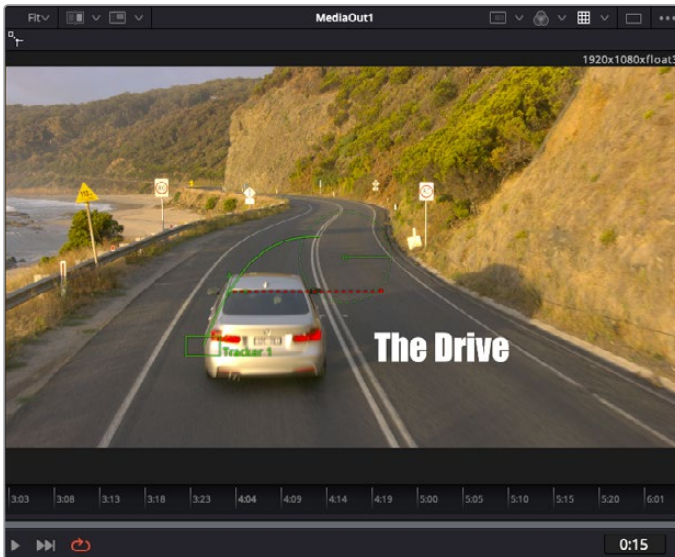 Fit
MediaOut1
1920x1080xfloat3
Tracker 1
The Drive
3:03 3:08 3:13 3:18 3:23 4:04 4:09 4:14 4:19 5:00 5:05 5:10 5:15 5:20 6:01
0:15